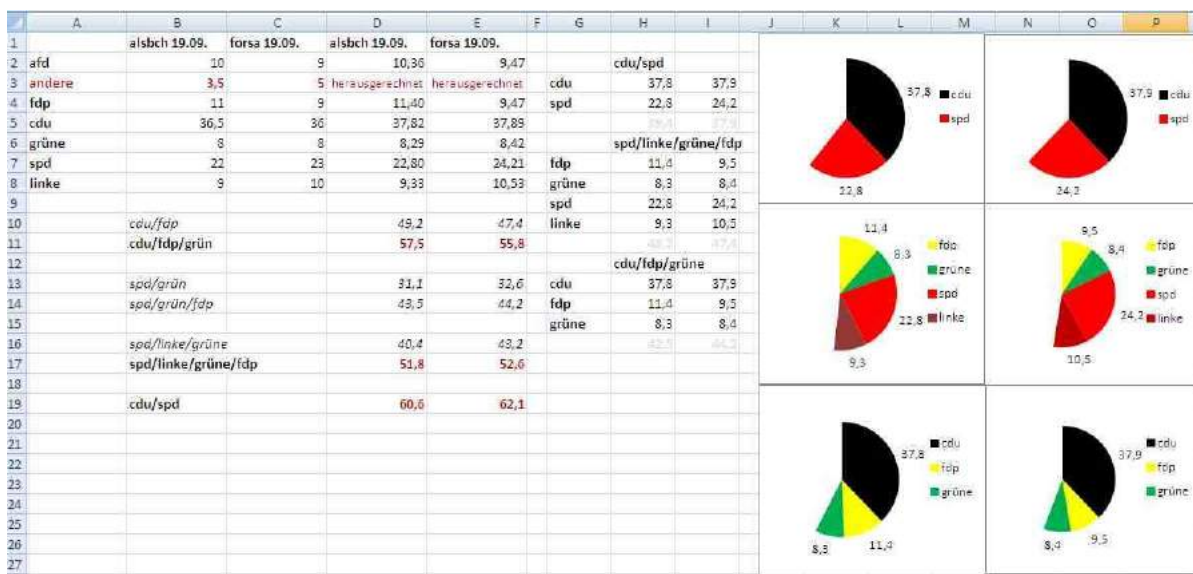 A B C D E F G H I J K L M N O P
1 alsbch 19.09. forsa 19.09. alsbch 19.09. forsa 19.09.
2 afd 10 9 10,36 9,47 cdu/spd
3 andere 3,5 5 herausgerechnet herausgerechnet cdu 37,8 37,9
4 fdp 11 9 11,40 9,47 spd 22,8 24,2
5 cdu 36,5 36 37,82 37,89 39,4 37,9
6 grüne 8 8 8,29 8,42 spd/linke/grüne/fdp
7 spd 22 23 22,80 24,21 fdp 11,4 9,5
8 linke 9 10 9,33 10,53 grüne 8,3 8,4
9 spd 22,8 24,2
10 cdu/fdp 49,2 47,4 linke 9,3 10,5
11 cdu/fdp/grün 57,5 55,8 47,4
12 cdu/fdp/grüne
13 spd/grün 31,1 32,6 cdu 37,8 37,9
14 spd/grün/fdp 43,5 44,2 fdp 11,4 9,5
15 grüne 8,3 8,4
16 spd/linke/grüne 40,4 43,2 42,5 44,2
17 spd/linke/grüne/fdp 51,8 52,6
18
19 cdu/spd 60,6 62,1
20
21
22
23
24
25
26
27
37,8 cdu
spd
22,8
37,9 cdu
spd
24,2
11,4
8,3
22,8
9,3
fdp
grüne
spd
linke
9,5
8,4
24,2
10,5
fdp
grüne
spd
linke
37,8
11,4
8,3
cdu
fdp
grüne
37,9
9,5
8,4
cdu
fdp
grüne